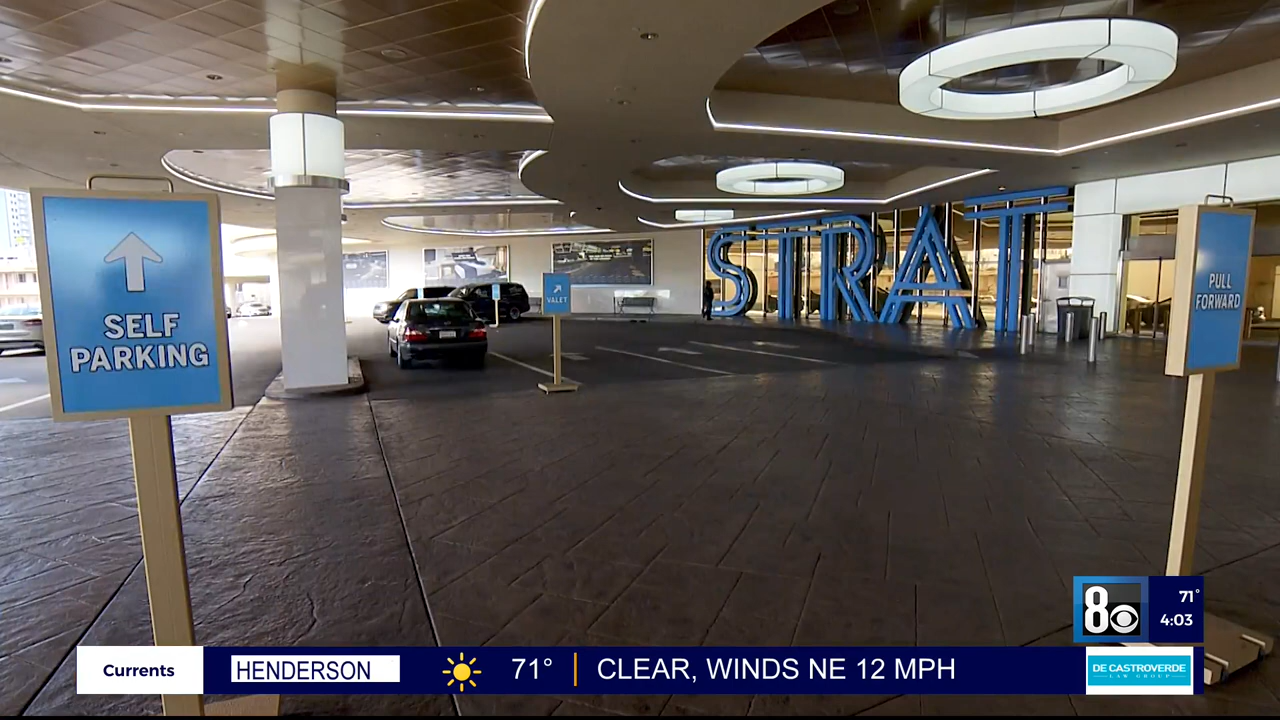 SELF
PARKING
VALET
STRAT
PULL
FORWARD
8
71°
4:03
Currents
HENDERSON
71°
CLEAR, WINDS NE 12 MPH
DE CASTROVERDE
LAW GROUP